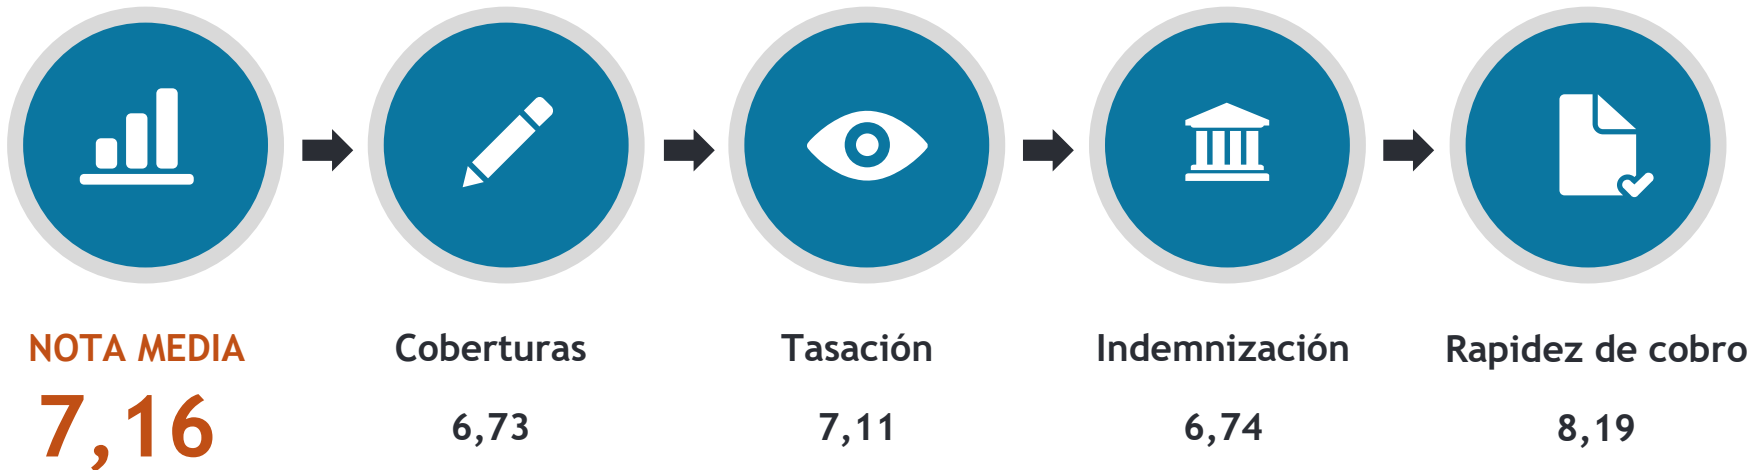 NOTA MEDIA
7,16
Coberturas
6,73
Tasación
7,11
Indemnización
6,74
Rapidez de cobro
8,19